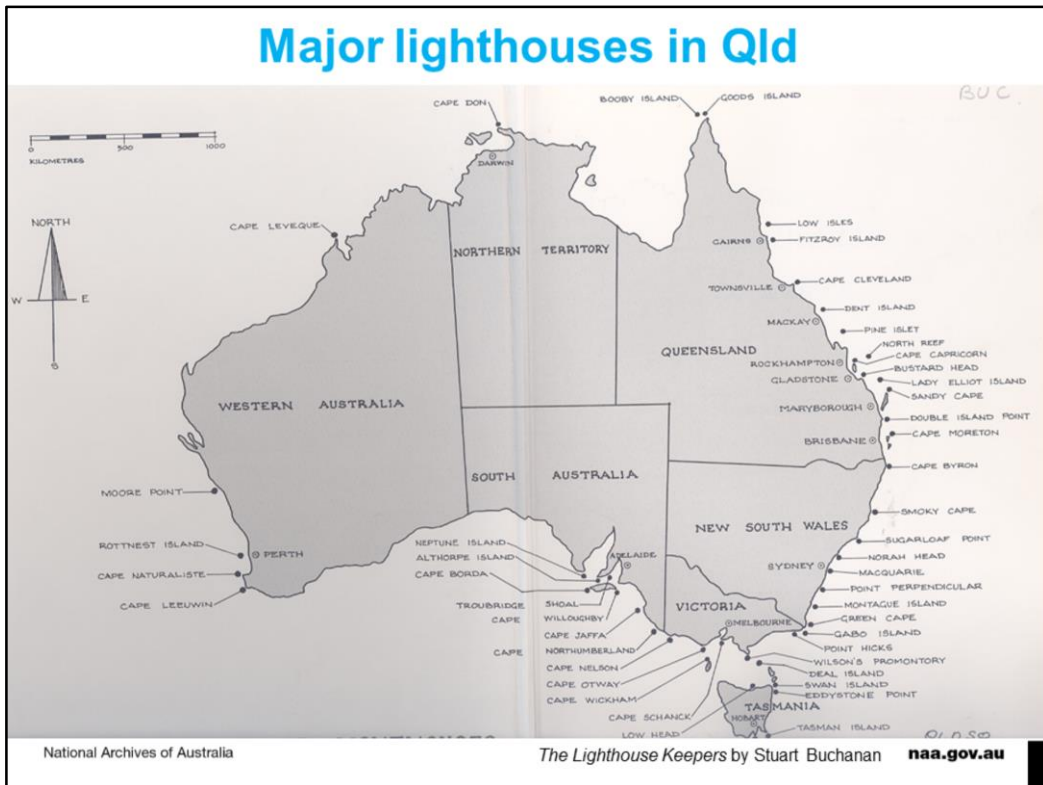 Major lighthouses in Qld
BUC.
CAPE DON
BOOBY ISLAND
GOODS ISLAND
0 500 1000
KILOMETRES
DARWIN
NORTH
W E
S
CAPE LEVEQUE
NORTHERN TERRITORY
LOW ISLES
CAIRNS
FITZROY ISLAND
CAPE CLEVELAND
TOWNSVILLE
DENT ISLAND
MACKAY
PINE ISLET
QUEENSLAND
NORTH REEF
ROCKHAMPTON
CAPE CAPRICORN
BUSTARD HEAD
GLADSTONE
LADY ELLIOT ISLAND
SANDY CAPE
WESTERN AUSTRALIA
MARYBOROUGH
DOUBLE ISLAND POINT
CAPE MORETON
BRISBANE
CAPE BYRON
SOUTH AUSTRALIA
MOORE POINT
SMOKY CAPE
NEW SOUTH WALES
SUGARLOAF POINT
ROTTNEST ISLAND
PERTH
NEPTUNE ISLAND
ALTHORPE ISLAND
ADELAIDE
NORAH HEAD
SYDNEY
MACQUARIE
CAPE NATURALISTE
CAPE BORDA
POINT PERPENDICULAR
CAPE LEEUWIN
TROUBRIDGE SHOAL
CAPE WILLOUGHBY
VICTORIA
MONTAGUE ISLAND
GREEN CAPE
MELBOURNE
GABO ISLAND
CAPE JAFFA
CAPE NORTHUMBERLAND
POINT HICKS
WILSON'S PROMONTORY
CAPE NELSON
DEAL ISLAND
CAPE OTWAY
SWAN ISLAND
CAPE WICKHAM
EDDYSTONE POINT
TASMANIA
CAPE SCHANCK
HOBART
LOW HEAD
TASMAN ISLAND
National Archives of Australia
The Lighthouse Keepers by Stuart Buchanan
naa.gov.au